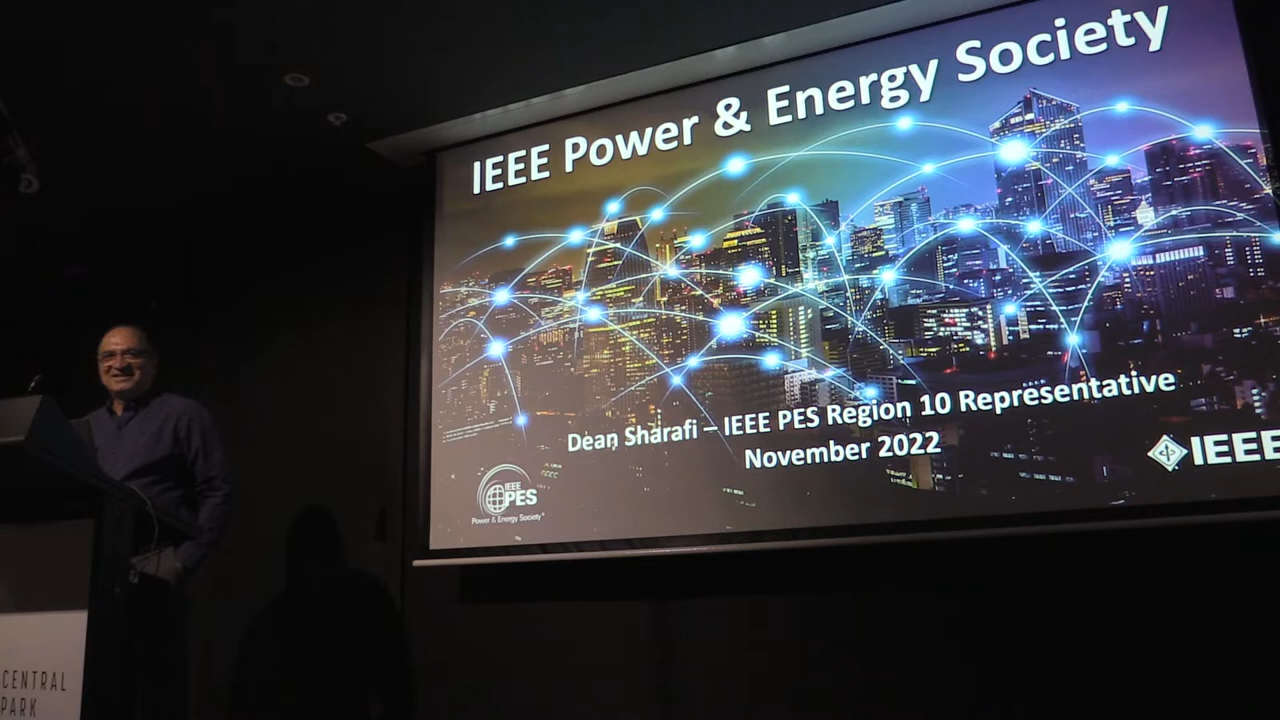 IEEE Power & Energy Society
Dean Sharafi – IEEE PES Region 10 Representative
November 2022
IEEE
PES
Power & Energy Society®
IEEE
CENTRAL
PARK